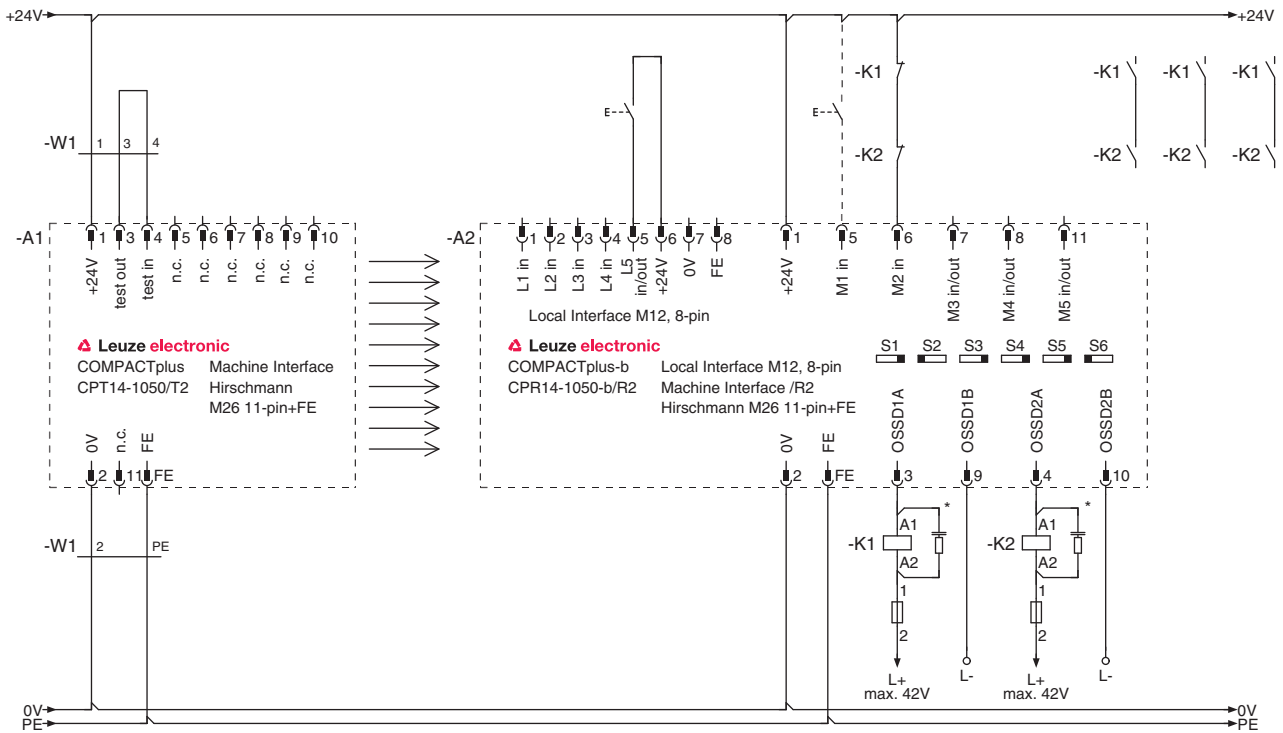 +24V +24V
-K1 -K1 -K1 -K1
E E
-W1 1 3 4
-K2 -K2 -K2 -K2
-A1 1 3 4 5 6 7 8 9 10
-A2 1 2 3 4 5 6 7 8 1 5 6 7 8 11
+24V test out test in n.c. n.c. n.c. n.c. n.c. n.c.
L1 in L2 in L3 in L4 in L5 in/out +24V 0V FE
+24V M1 in M2 in M3 in/out M4 in/out M5 in/out
Local Interface M12, 8-pin
Leuze electronic
COMPACTplus Machine Interface
CPT14-1050/T2 Hirschmann
M26 11-pin+FE
Leuze electronic
COMPACTplus-b Local Interface M12, 8-pin
CPR14-1050-b/R2 Machine Interface /R2
Hirschmann M26 11-pin+FE
S1 S2 S3 S4 S5 S6
0V n.c. FE
0V FE OSSD1A OSSD1B OSSD2A OSSD2B
2 11 FE
2 FE 3 9 4 10
* *
-W1 2 PE
-K1 A1 A2
-K2 A1 A2
1 2
1 2
L+ L- L+ L-
max. 42V max. 42V
0V 0V
PE PE